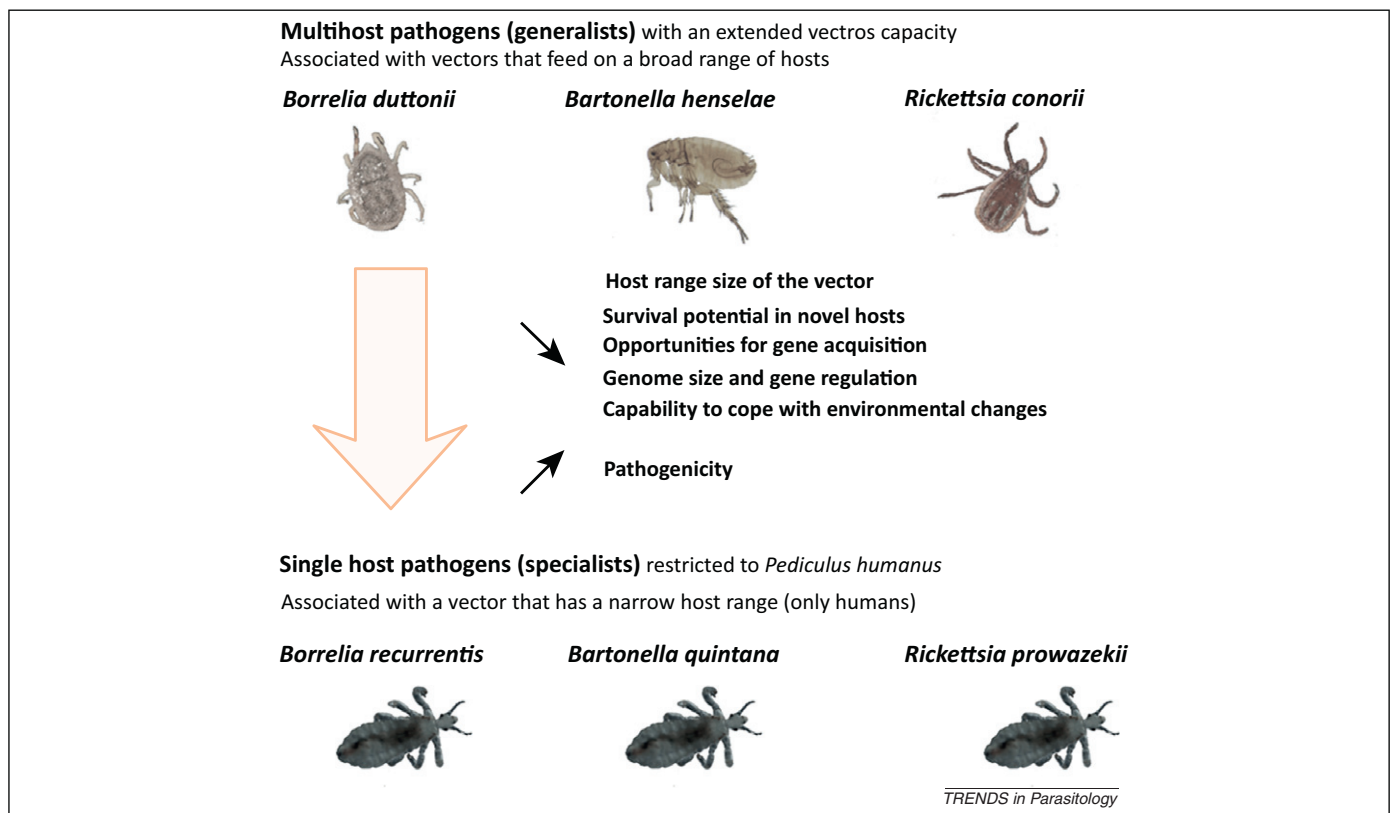 Multihost pathogens (generalists) with an extended vectros capacity
Associated with vectors that feed on a broad range of hosts
Borrelia duttonii Bartonella henselae Rickettsia conorii
Host range size of the vector
Survival potential in novel hosts
Opportunities for gene acquisition
Genome size and gene regulation
Capability to cope with environmental changes
Pathogenicity
Single host pathogens (specialists) restricted to Pediculus humanus
Associated with a vector that has a narrow host range (only humans)
Borrelia recurrentis Bartonella quintana Rickettsia prowazekii
TRENDS in Parasitology